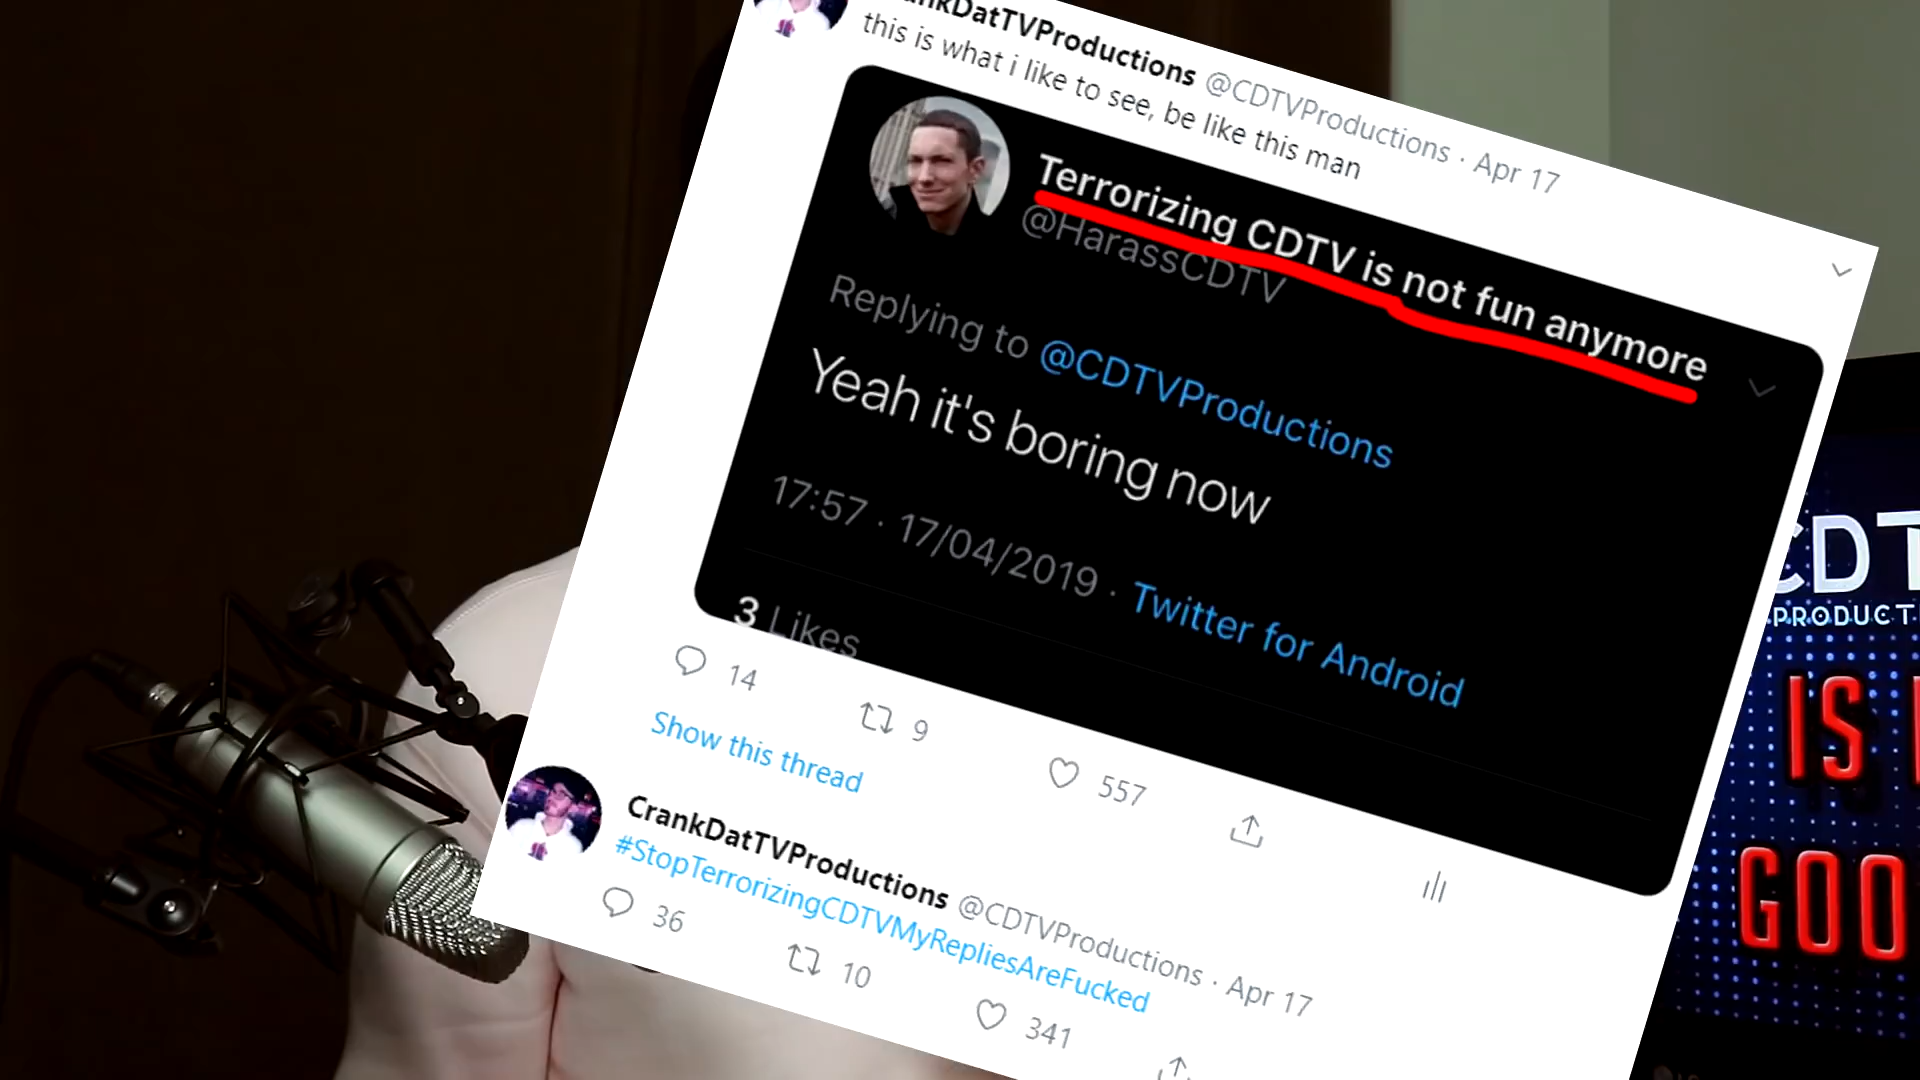 CrankDatTVProductions @CDTVProductions · Apr 17
this is what i like to see, be like this man
Terrorizing CDTV is not fun anymore
@HarassCDTV
Replying to @CDTVProductions
Yeah it's boring now
17:57 · 17/04/2019 · Twitter for Android
3 Likes
14 9 557
Show this thread
CrankDatTVProductions @CDTVProductions · Apr 17
#StopTerrorizingCDTVMyRepliesAreFucked
36 10 341
CDT
PRODUCT
IS
GOO